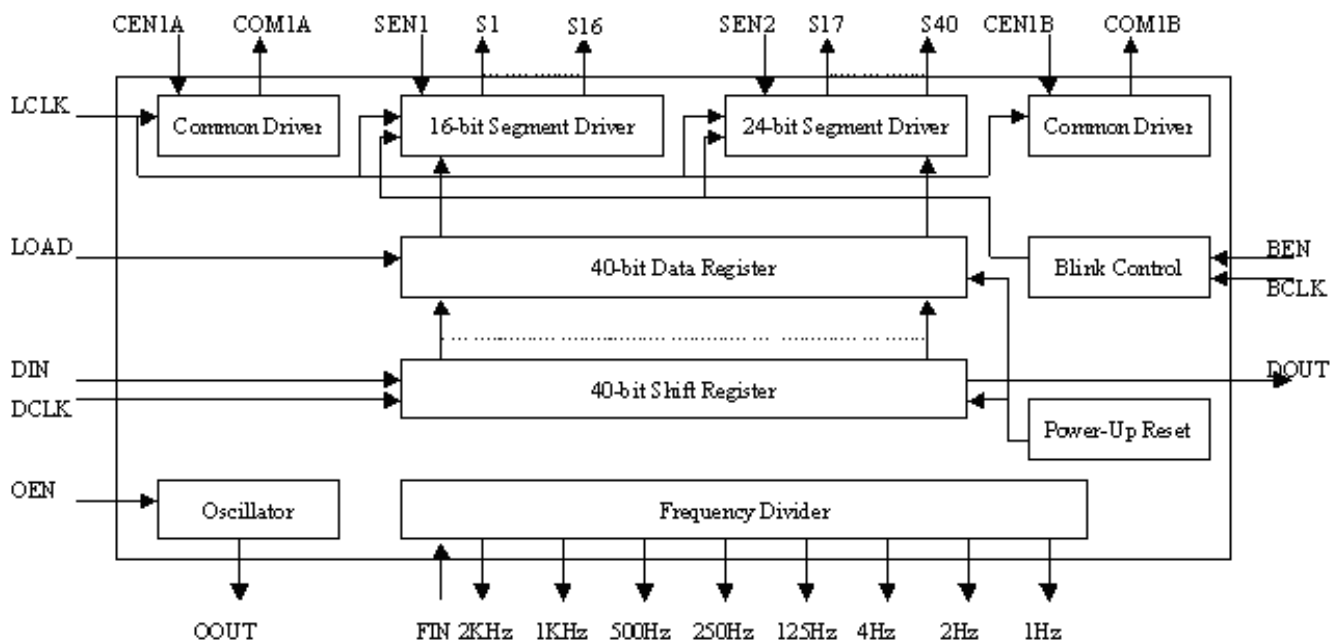 CEN1A COM1A SEN1 S1 S16 SEN2 S17 S40 CEN1B COM1B
LCLK
Common Driver 16-bit Segment Driver 24-bit Segment Driver Common Driver
LOAD
40-bit Data Register
Blink Control
BEN
BCLK
DIN
DCLK
40-bit Shift Register
DOUT
Power-Up Reset
OEN
Oscillator
Frequency Divider
OOUT FIN 2KHz 1KHz 500Hz 250Hz 125Hz 4Hz 2Hz 1Hz